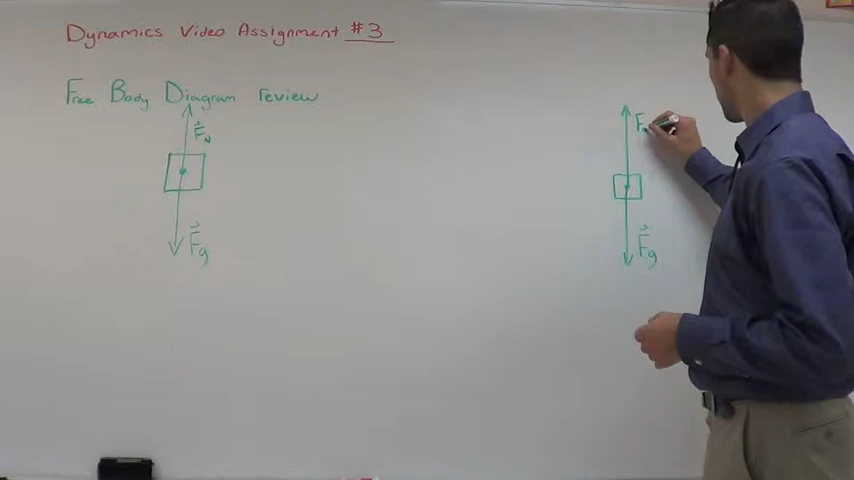 Dynamics Video Assignment #3
Free Body Diagram review
F⃗N
F⃗g
F
F⃗g